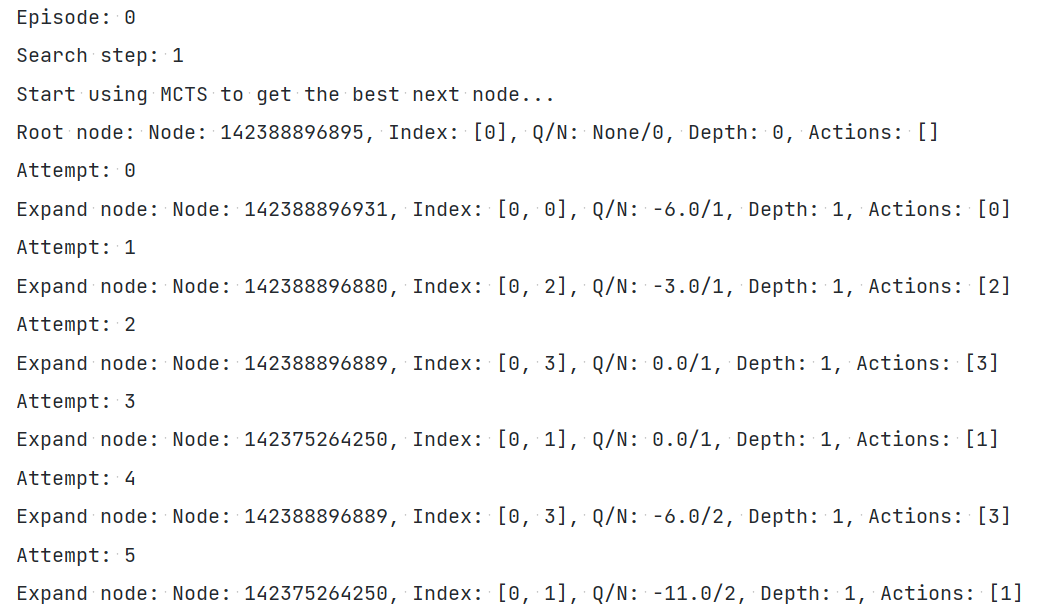 Episode: 0
Search step: 1
Start using MCTS to get the best next node...
Root node: Node: 142388896895, Index: [0], Q/N: None/0, Depth: 0, Actions: []
Attempt: 0
Expand node: Node: 142388896931, Index: [0, 0], Q/N: -6.0/1, Depth: 1, Actions: [0]
Attempt: 1
Expand node: Node: 142388896880, Index: [0, 2], Q/N: -3.0/1, Depth: 1, Actions: [2]
Attempt: 2
Expand node: Node: 142388896889, Index: [0, 3], Q/N: 0.0/1, Depth: 1, Actions: [3]
Attempt: 3
Expand node: Node: 142375264250, Index: [0, 1], Q/N: 0.0/1, Depth: 1, Actions: [1]
Attempt: 4
Expand node: Node: 142388896889, Index: [0, 3], Q/N: -6.0/2, Depth: 1, Actions: [3]
Attempt: 5
Expand node: Node: 142375264250, Index: [0, 1], Q/N: -11.0/2, Depth: 1, Actions: [1]